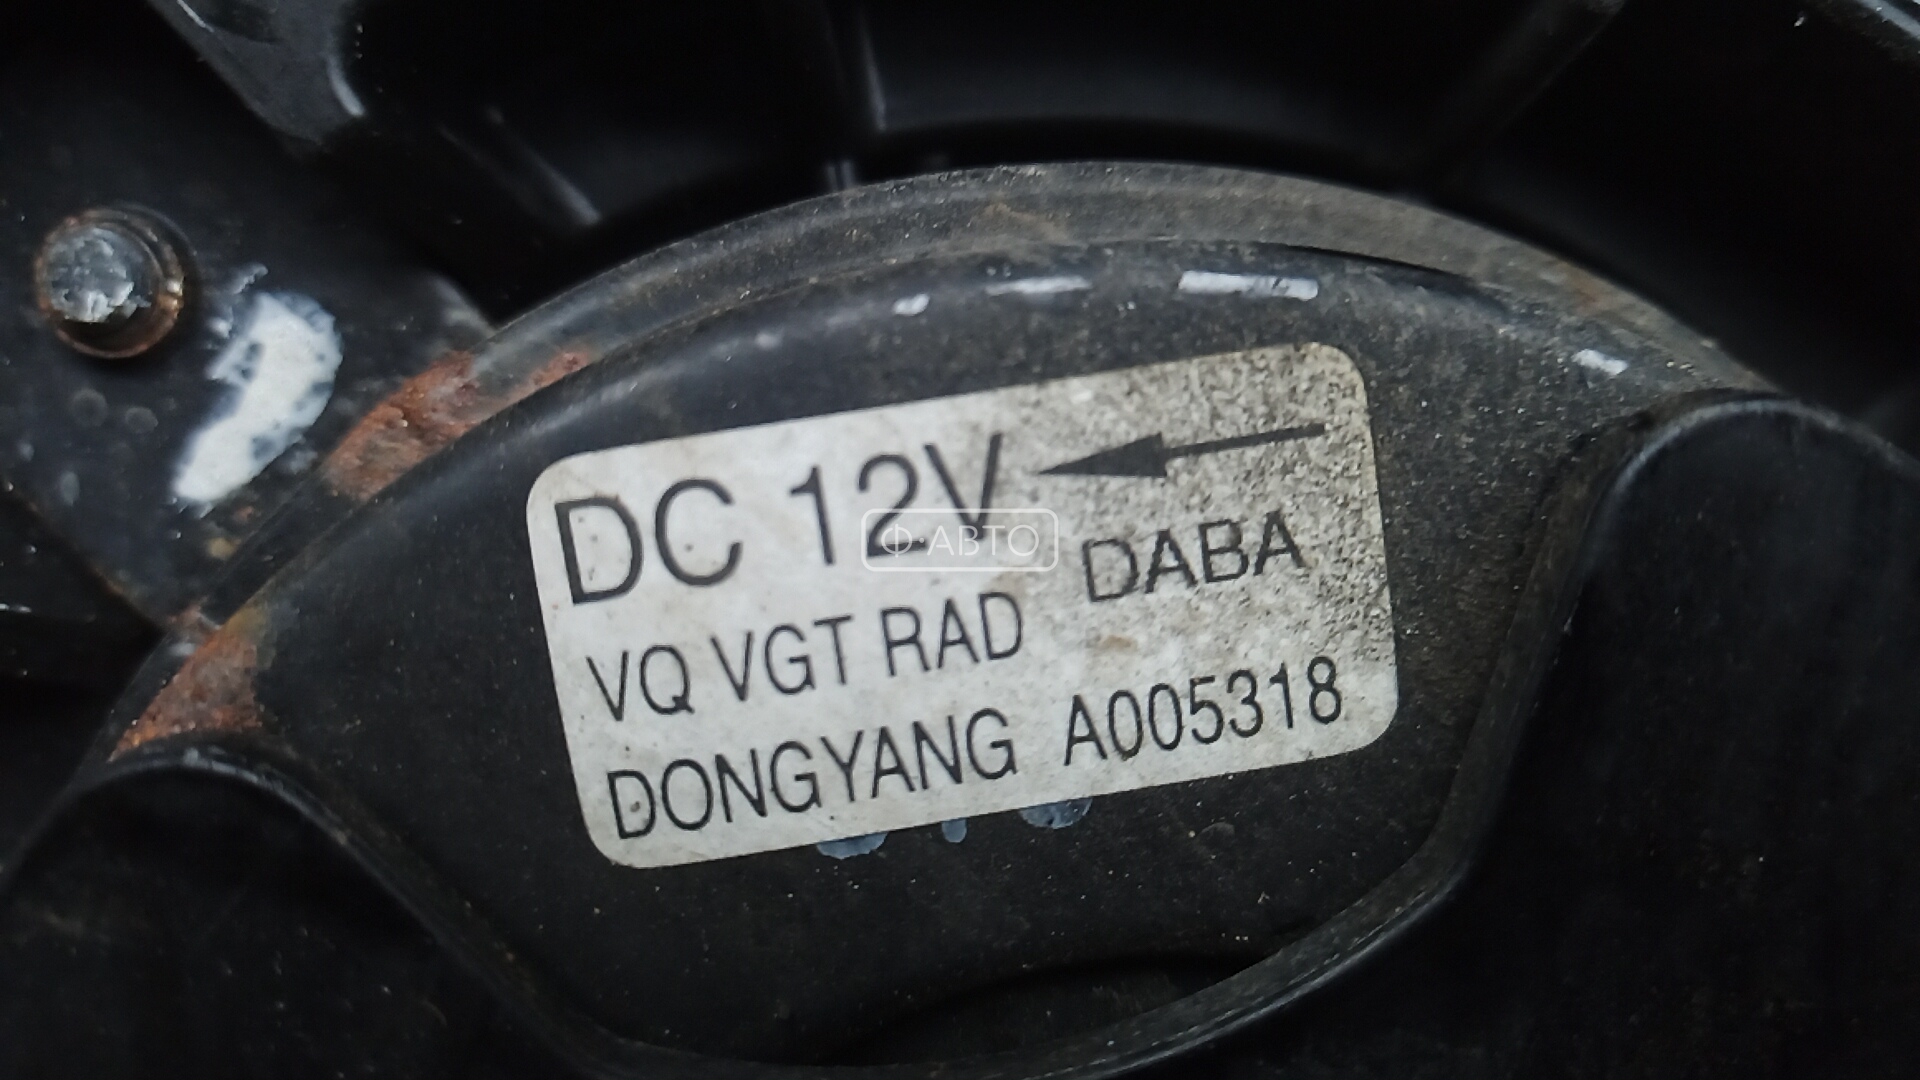 DC 12V
Ф·АВТО
DABA
VQ VGT RAD
DONGYANG A005318